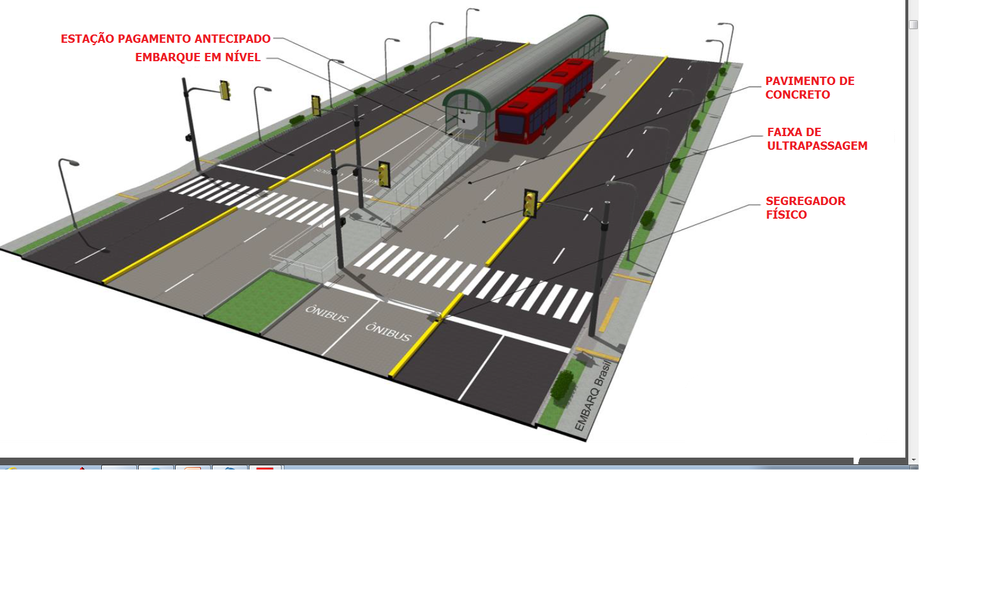 ESTAÇÃO PAGAMENTO ANTECIPADO
EMBARQUE EM NÍVEL
PAVIMENTO DE
CONCRETO
FAIXA DE
ULTRAPASSAGEM
SEGREGADOR
FÍSICO
ÔNIBUS
ÔNIBUS
EMBARQ Brasil